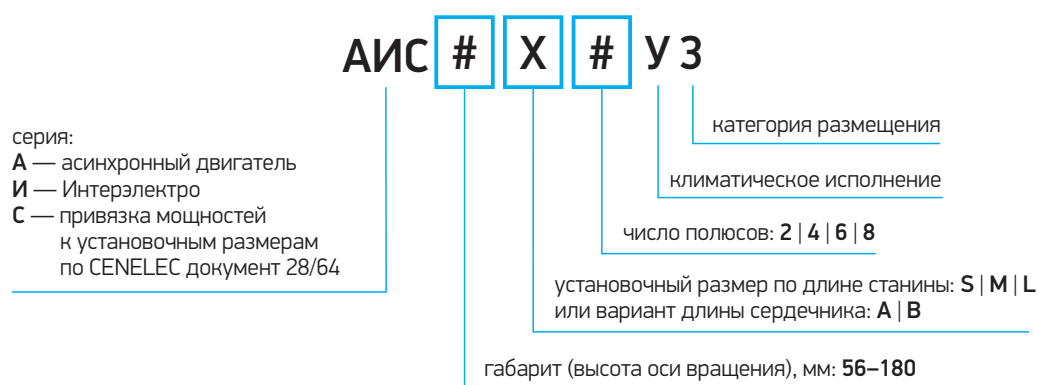 АИС # X # У 3
серия:
А — асинхронный двигатель
И — Интерэлектро
С — привязка мощностей
к установочным размерам
по CENELEC документ 28/64
категория размещения
климатическое исполнение
число полюсов: 2 | 4 | 6 | 8
установочный размер по длине станины: S | M | L
или вариант длины сердечника: A | B
габарит (высота оси вращения), мм: 56–180